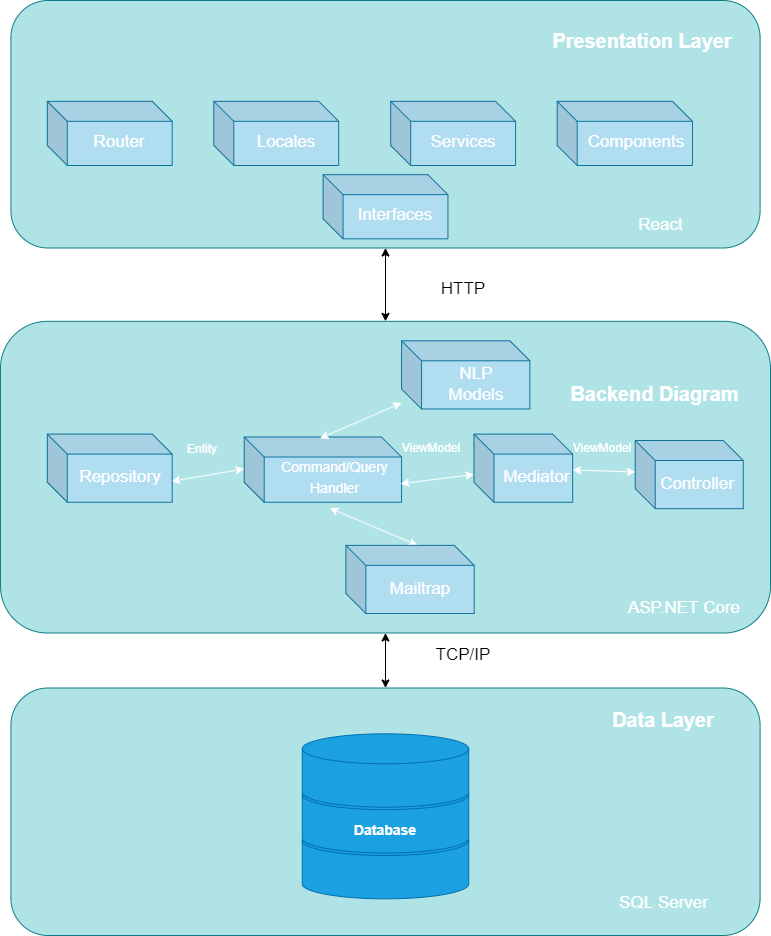 Presentation Layer
Router
Locales
Services
Components
Interfaces
React
HTTP
NLP
Models
Backend Diagram
Repository
Entity
Command/Query
Handler
ViewModel
Mediator
ViewModel
Controller
Mailtrap
ASP.NET Core
TCP/IP
Data Layer
Database
SQL Server